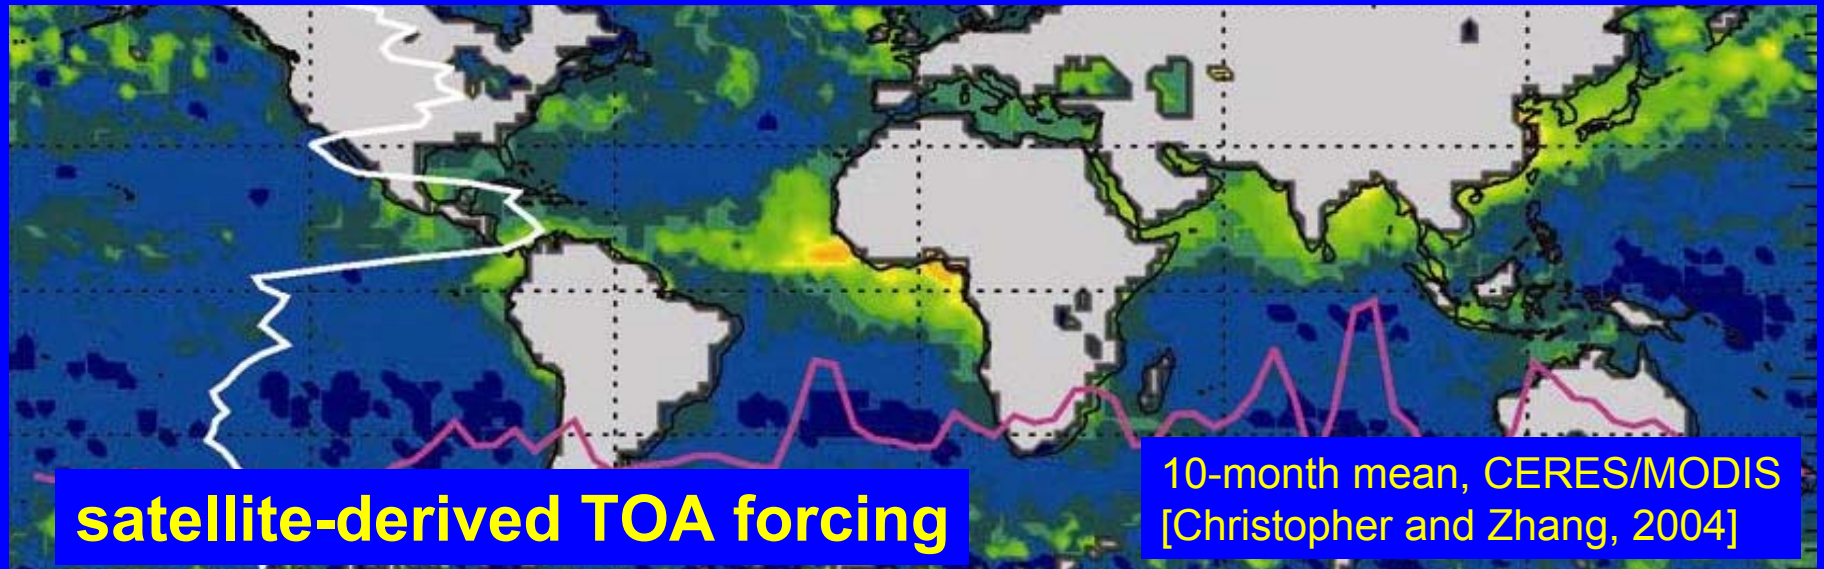 satellite-derived TOA forcing
10-month mean, CERES/MODIS
[Christopher and Zhang, 2004]